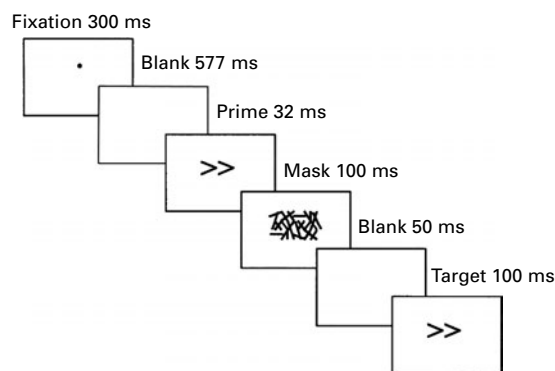 Fixation 300 ms
Blank 577 ms
Prime 32 ms
>>
Mask 100 ms
Blank 50 ms
Target 100 ms
>>